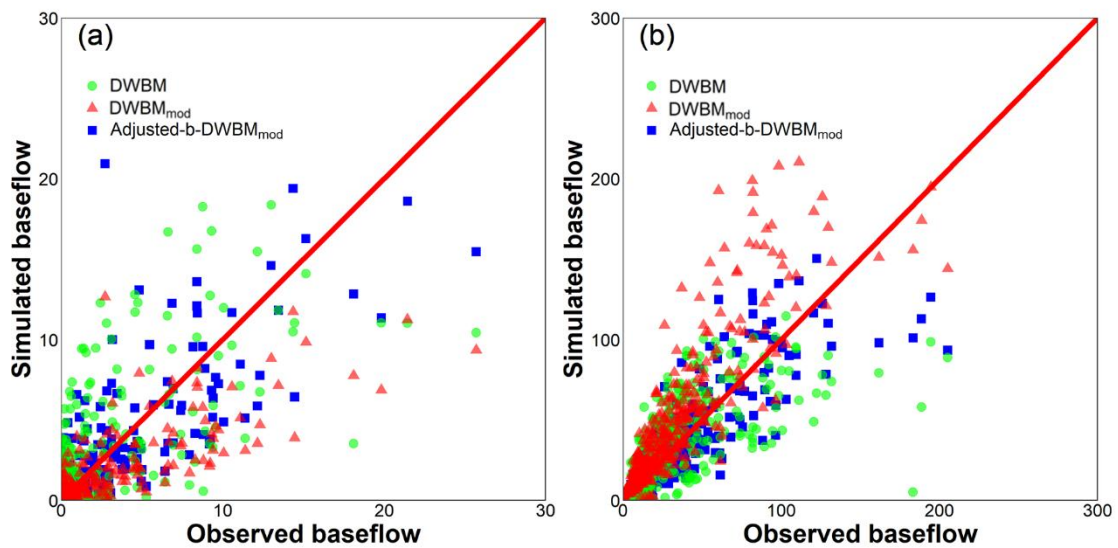 (a)
DWBM
DWBMmod
Adjusted-b-DWBMmod
Simulated baseflow
30
20
10
0
0 10 20 30
Observed baseflow
(b)
DWBM
DWBMmod
Adjusted-b-DWBMmod
Simulated baseflow
300
200
100
0
0 100 200 300
Observed baseflow